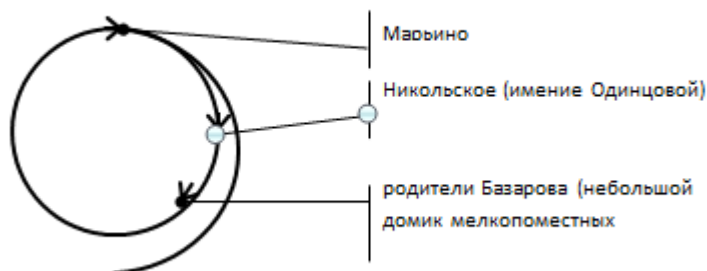 Марьино
Никольское (имение Одинцовой)
родители Базарова (небольшой
домик мелкопоместных